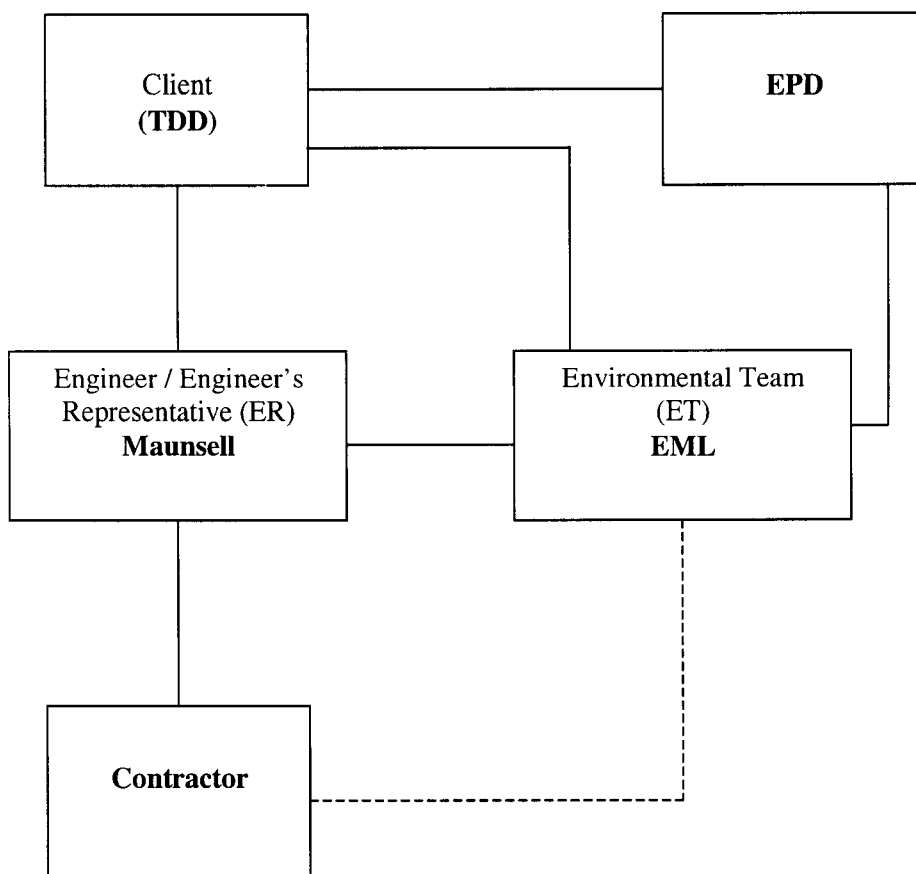 Client
(TDD)
EPD
Engineer / Engineer's
Representative (ER)
Maunsell
Environmental Team
(ET)
EML
Contractor